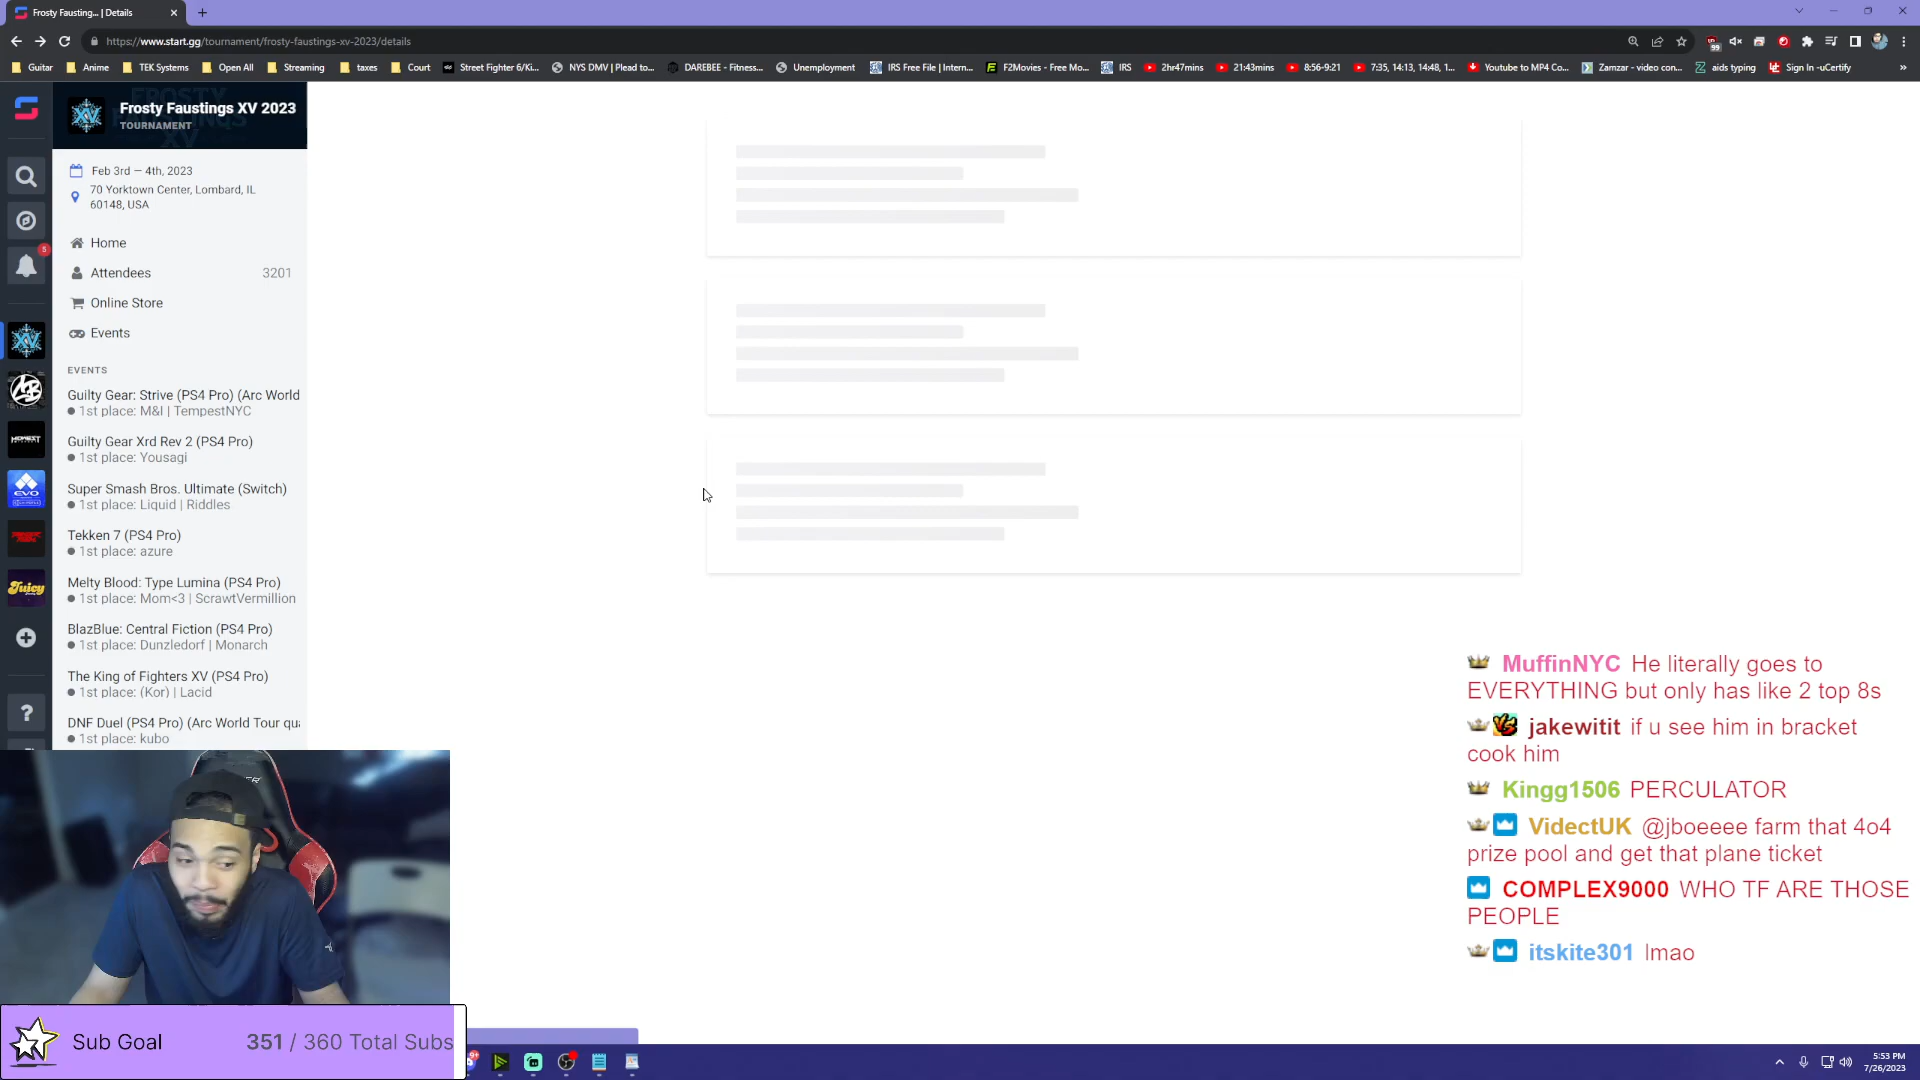 Frosty Fausting... | Details
https://www.start.gg/tournament/frosty-faustings-xv-2023/details
99
Guitar
Anime
TEK Systems
Open All
Streaming
taxes
Court
Street Fighter 6/Ki...
NYS DMV | Plead to...
DAREBEE - Fitness...
Unemployment
IRS Free File | Intern...
F2Movies - Free Mo...
IRS
2hr47mins
21:43mins
8:56-9:21
7:35, 14:13, 14:48, 1...
Youtube to MP4 Co...
Zamzar - video con...
aids typing
Sign In -uCertify
»
Frosty Faustings XV 2023
TOURNAMENT
Feb 3rd — 4th, 2023
70 Yorktown Center, Lombard, IL
60148, USA
Home
5
Attendees 3201
Online Store
Events
EVENTS
Guilty Gear: Strive (PS4 Pro) (Arc World
1st place: M&I | TempestNYC
Guilty Gear Xrd Rev 2 (PS4 Pro)
1st place: Yousagi
Super Smash Bros. Ultimate (Switch)
1st place: Liquid | Riddles
EVO
Tekken 7 (PS4 Pro)
1st place: azure
Melty Blood: Type Lumina (PS4 Pro)
1st place: Mom<3 | ScrawtVermillion
Juicy
BlazBlue: Central Fiction (PS4 Pro)
1st place: Dunzledorf | Monarch
The King of Fighters XV (PS4 Pro)
1st place: (Kor) | Lacid
DNF Duel (PS4 Pro) (Arc World Tour qua
1st place: kubo
?
MuffinNYC He literally goes to
EVERYTHING but only has like 2 top 8s
jakewitit if u see him in bracket
cook him
Kingg1506 PERCULATOR
VidectUK @jboeeee farm that 4o4
prize pool and get that plane ticket
COMPLEX9000 WHO TF ARE THOSE
PEOPLE
itskite301 lmao
Sub Goal 351 / 360 Total Subs
5:53 PM
7/26/2023